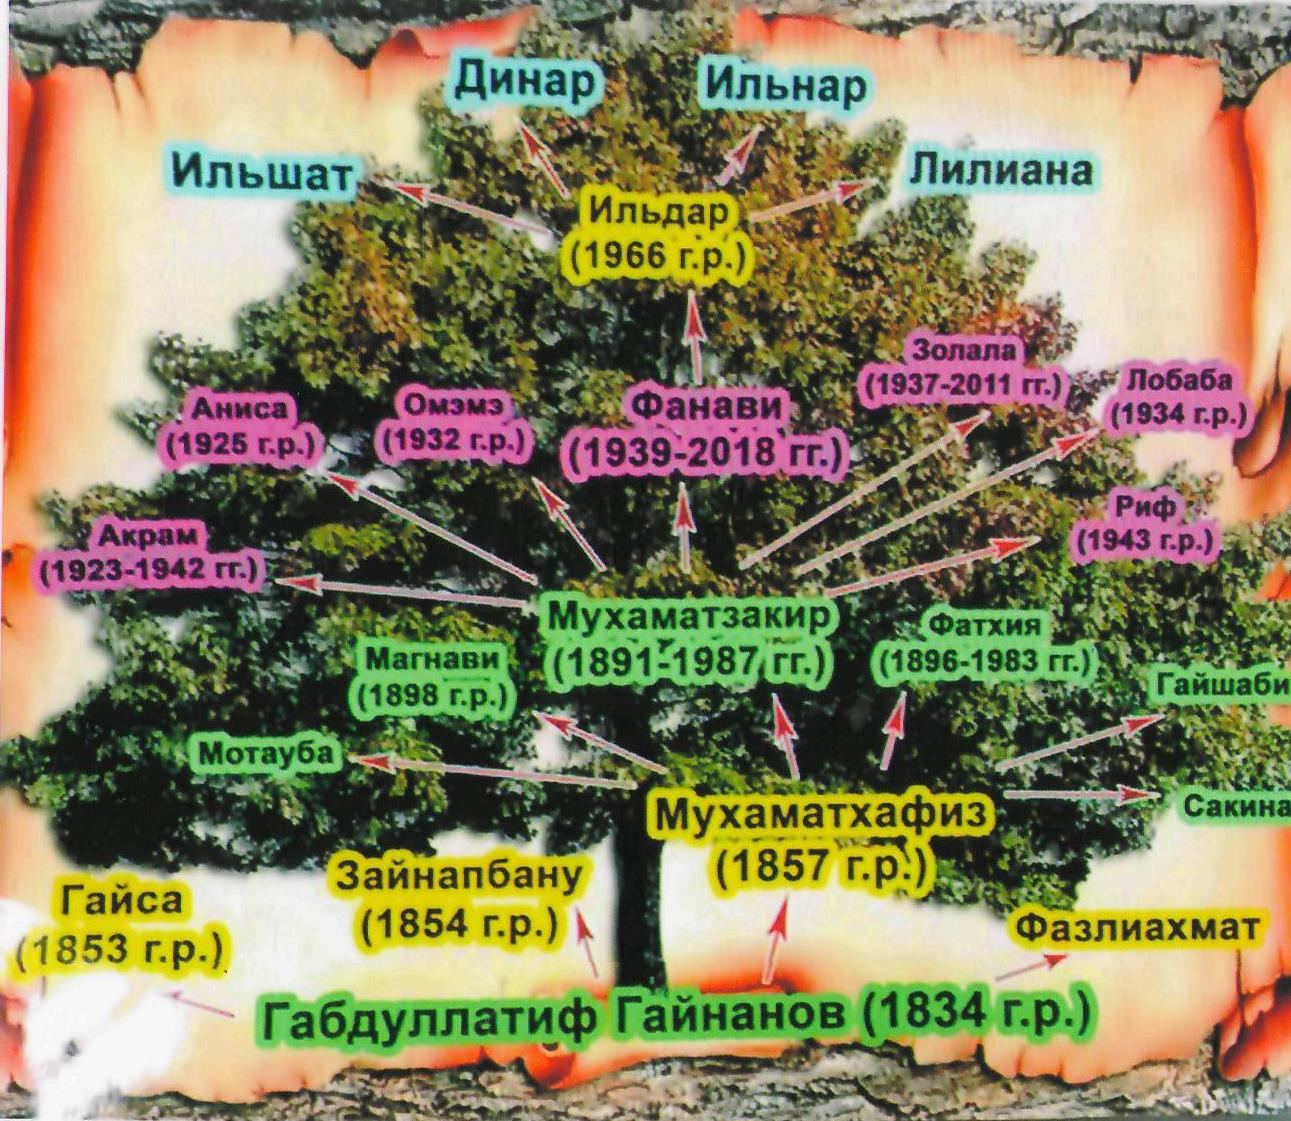 Динар
Ильнар
Ильшат
Лилиана
Ильдар
(1966 г.р.)
Золала
(1937-2011 гг.)
Лобаба
(1934 г.р.)
Аниса
(1925 г.р.)
Омэмэ
(1932 г.р.)
Фанави
(1939-2018 гг.)
Риф
(1943 г.р.)
Акрам
(1923-1942 гг.)
Мухаматзакир
(1891-1987 гг.)
Фатхия
(1896-1983 гг.)
Магнави
(1898 г.р.)
Гайшаби
Мотауба
Сакина
Мухаматхафиз
(1857 г.р.)
Зайнапбану
(1854 г.р.)
Гайса
(1853 г.р.)
Фазлиахмат
Габдуллатиф Гайнанов (1834 г.р.)